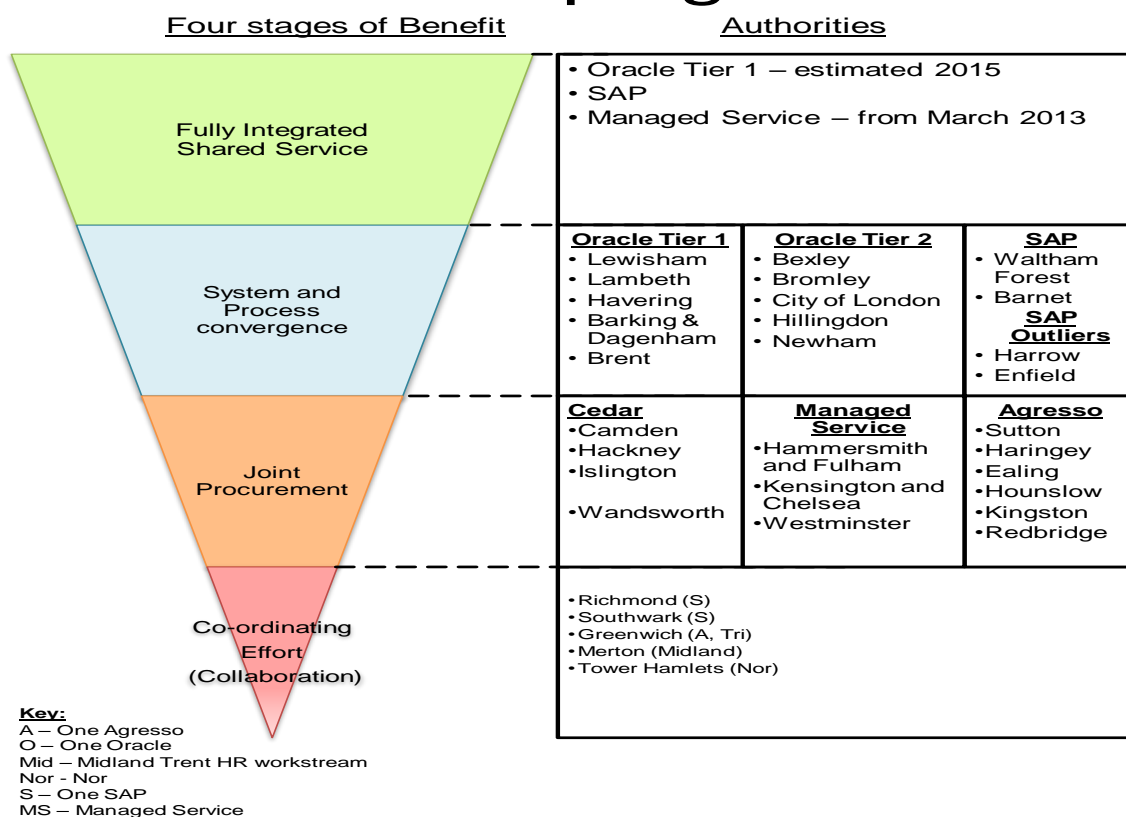 Four stages of Benefit
Authorities
Fully Integrated
Shared Service
• Oracle Tier 1 – estimated 2015
• SAP
• Managed Service – from March 2013
System and
Process
convergence
Oracle Tier 1
• Lewisham
• Lambeth
• Havering
• Barking &
Dagenham
• Brent
Oracle Tier 2
• Bexley
• Bromley
• City of London
• Hillingdon
• Newham
SAP
• Waltham
Forest
• Barnet
SAP
Outliers
• Harrow
• Enfield
Joint
Procurement
Cedar
•Camden
•Hackney
•Islington
•Wandsworth
Managed
Service
•Hammersmith
and Fulham
•Kensington and
Chelsea
•Westminster
Agresso
•Sutton
•Haringey
•Ealing
•Hounslow
•Kingston
•Redbridge
Co-ordinating
Effort
(Collaboration)
•Richmond (S)
•Southwark (S)
•Greenwich (A, Tri)
•Merton (Midland)
•Tower Hamlets (Nor)
Key:
A – One Agresso
O – One Oracle
Mid – Midland Trent HR workstream
Nor - Nor
S – One SAP
MS – Managed Service